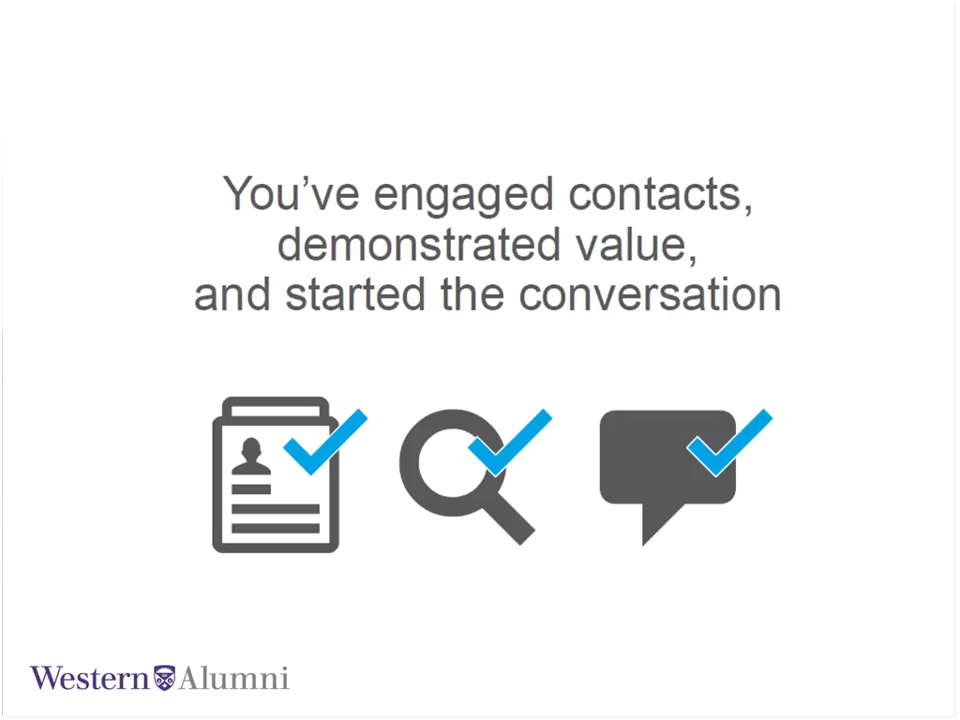 You’ve engaged contacts,
demonstrated value,
and started the conversation
Western Alumni